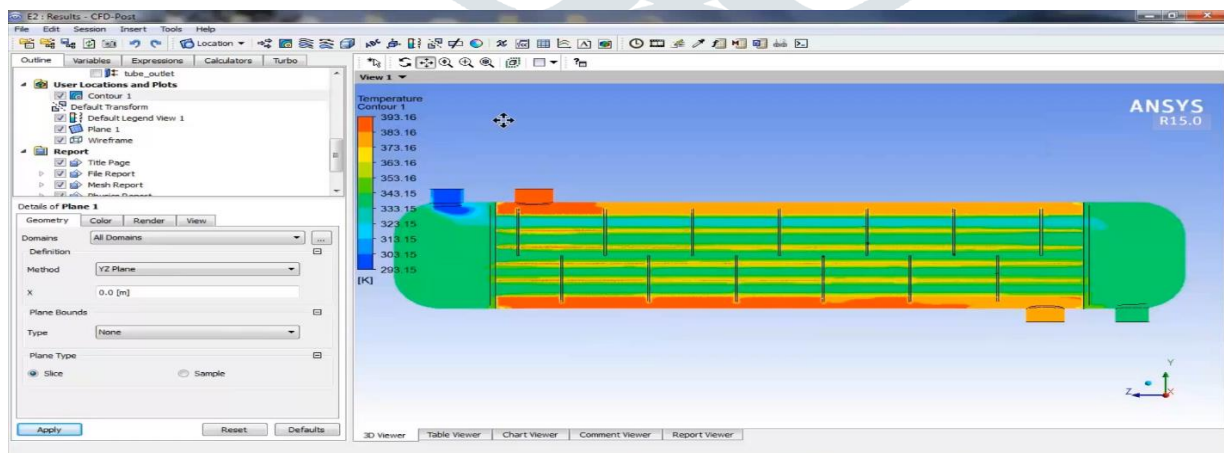 E2 : Results - CFD-Post
File Edit Session Insert Tools Help
Location
Outline Variables Expressions Calculators Turbo
tube_outlet
User Locations and Plots
Contour 1
Default Transform
Default Legend View 1
Plane 1
Wireframe
Report
Title Page
File Report
Mesh Report
Physics Report
Details of Plane 1
Geometry Color Render View
Domains All Domains ...
Definition
Method YZ Plane
X 0.0 [m]
Plane Bounds
Type None
Plane Type
Slice Sample
Apply Reset Defaults
View 1
Temperature
Contour 1
393.16
383.16
373.16
363.16
353.16
343.15
333.15
323.15
313.15
303.15
293.15
[K]
ANSYS
R15.0
Y
Z X
3D Viewer Table Viewer Chart Viewer Comment Viewer Report Viewer